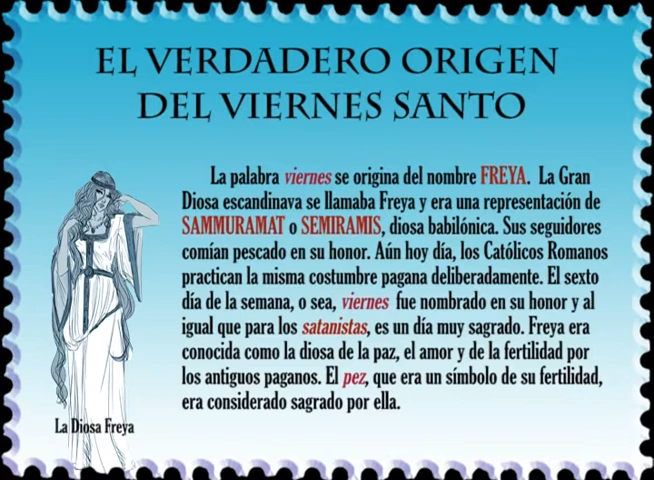 EL VERDADERO ORIGEN
DEL VIERNES SANTO
La palabra viernes se origina del nombre FREYA. La Gran
Diosa escandinava se llamaba Freya y era una representación de
SAMMURAMAT o SEMIRAMIS, diosa babilónica. Sus seguidores
comían pescado en su honor. Aún hoy día, los Católicos Romanos
practican la misma costumbre pagana deliberadamente. El sexto
día de la semana, o sea, viernes fue nombrado en su honor y al
igual que para los satanistas, es un día muy sagrado. Freya era
conocida como la diosa de la paz, el amor y de la fertilidad por
los antiguos paganos. El pez, que era un símbolo de su fertilidad,
era considerado sagrado por ella.
La Diosa Freya